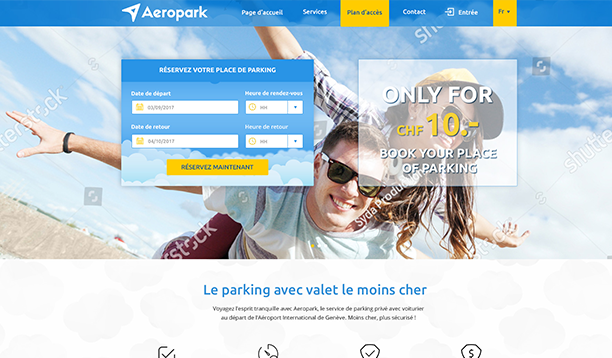 Aeropark
Page d'accueil
Services
Plan d'accès
Contact
Entrée
Fr
RÉSERVEZ VOTRE PLACE DE PARKING
Date de départ
Heure de rendez-vous
03/09/2017
HH
Date de retour
Heure de retour
04/10/2017
HH
RÉSERVEZ MAINTENANT
ONLY FOR
CHF 10.-
BOOK YOUR PLACE
OF PARKING
shutterstock
shutterstock
shutterstock
Syda Productions
Le parking avec valet le moins cher
Voyagez l'esprit tranquille avec Aeropark, le service de parking privé avec voiturier
au départ de l'Aéroport International de Genève. Moins cher, plus sécurisé !